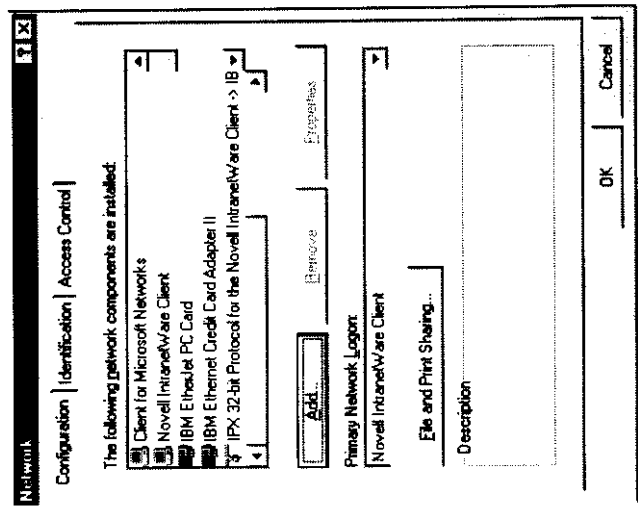 Network
Configuration Identification Access Control
The following network components are installed:
Client for Microsoft Networks
Novell IntranetWare Client
IBM EtherJet PC Card
IBM Ethernet Credit Card Adapter II
IPX 32-bit Protocol for the Novell IntranetWare Client -> IB
Add...
Remove
Properties
Primary Network Logon:
Novell IntranetWare Client
File and Print Sharing...
Description
OK
Cancel